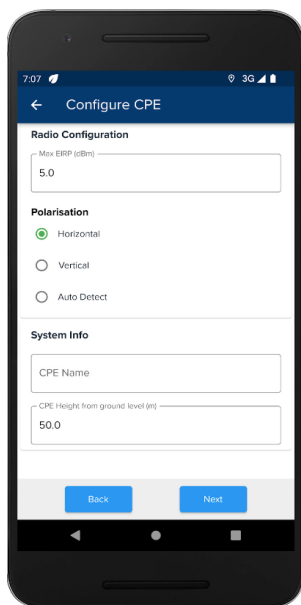 7:07 3G
Configure CPE
Radio Configuration
Max EIRP (dBm)
5.0
Polarisation
Horizontal
Vertical
Auto Detect
System Info
CPE Name
CPE Height from ground level (m)
50.0
Back Next